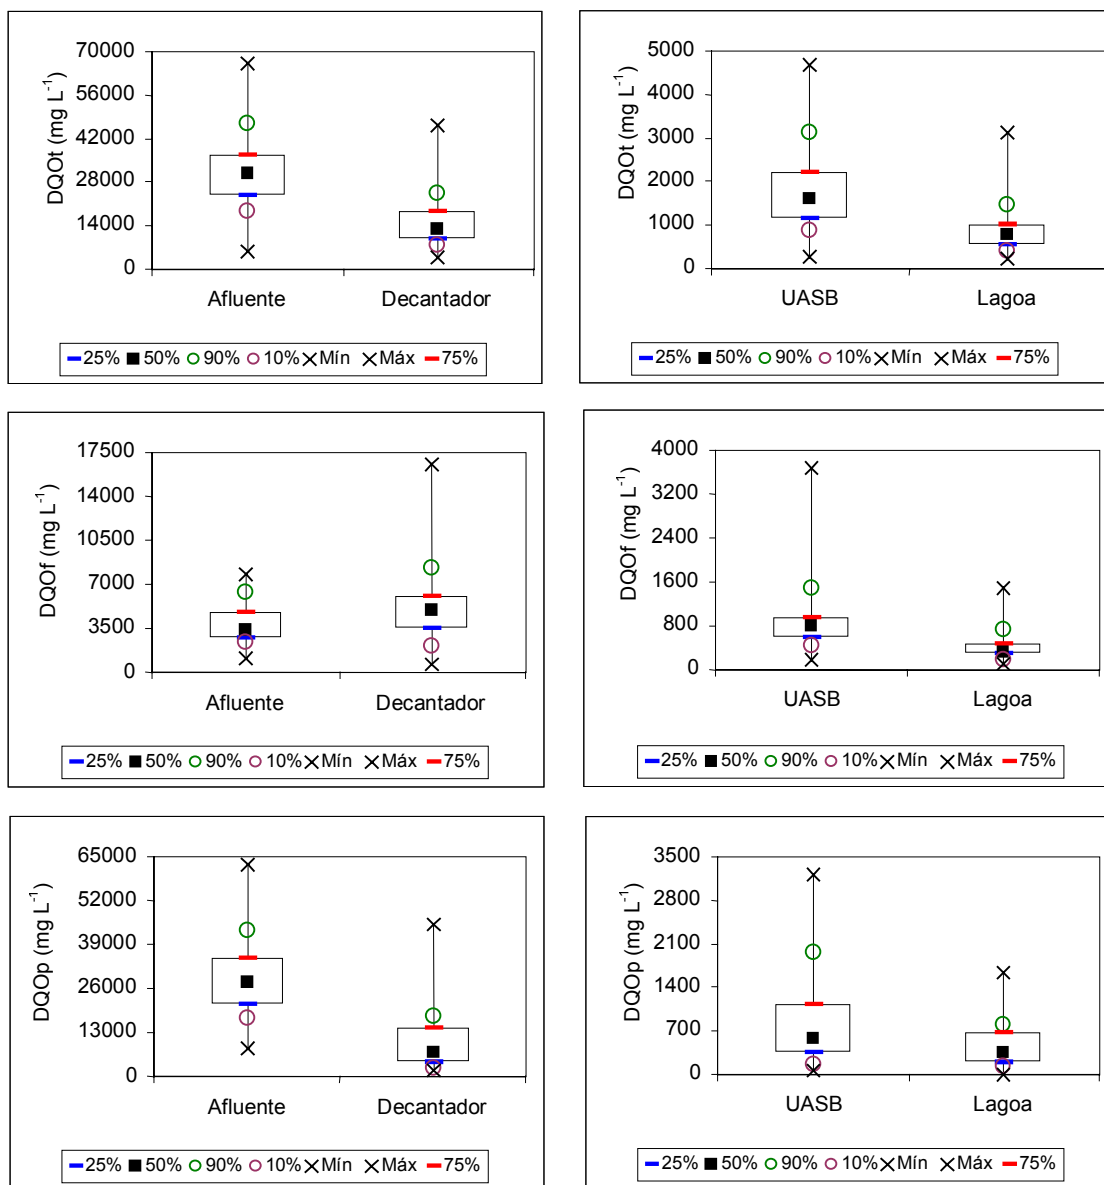 DQOt (mg L⁻¹)
70000
56000
42000
28000
14000
0
Afluente Decantador
25% 50% 90% 10% Mín Máx 75%
DQOt (mg L⁻¹)
5000
4000
3000
2000
1000
0
UASB Lagoa
25% 50% 90% 10% Mín Máx 75%
DQOf (mg L⁻¹)
17500
14000
10500
7000
3500
0
Afluente Decantador
25% 50% 90% 10% Mín Máx 75%
DQOf (mg L⁻¹)
4000
3200
2400
1600
800
0
UASB Lagoa
25% 50% 90% 10% Mín Máx 75%
DQOp (mg L⁻¹)
65000
52000
39000
26000
13000
0
Afluente Decantador
25% 50% 90% 10% Mín Máx 75%
DQOp (mg L⁻¹)
3500
2800
2100
1400
700
0
UASB Lagoa
25% 50% 90% 10% Mín Máx 75%